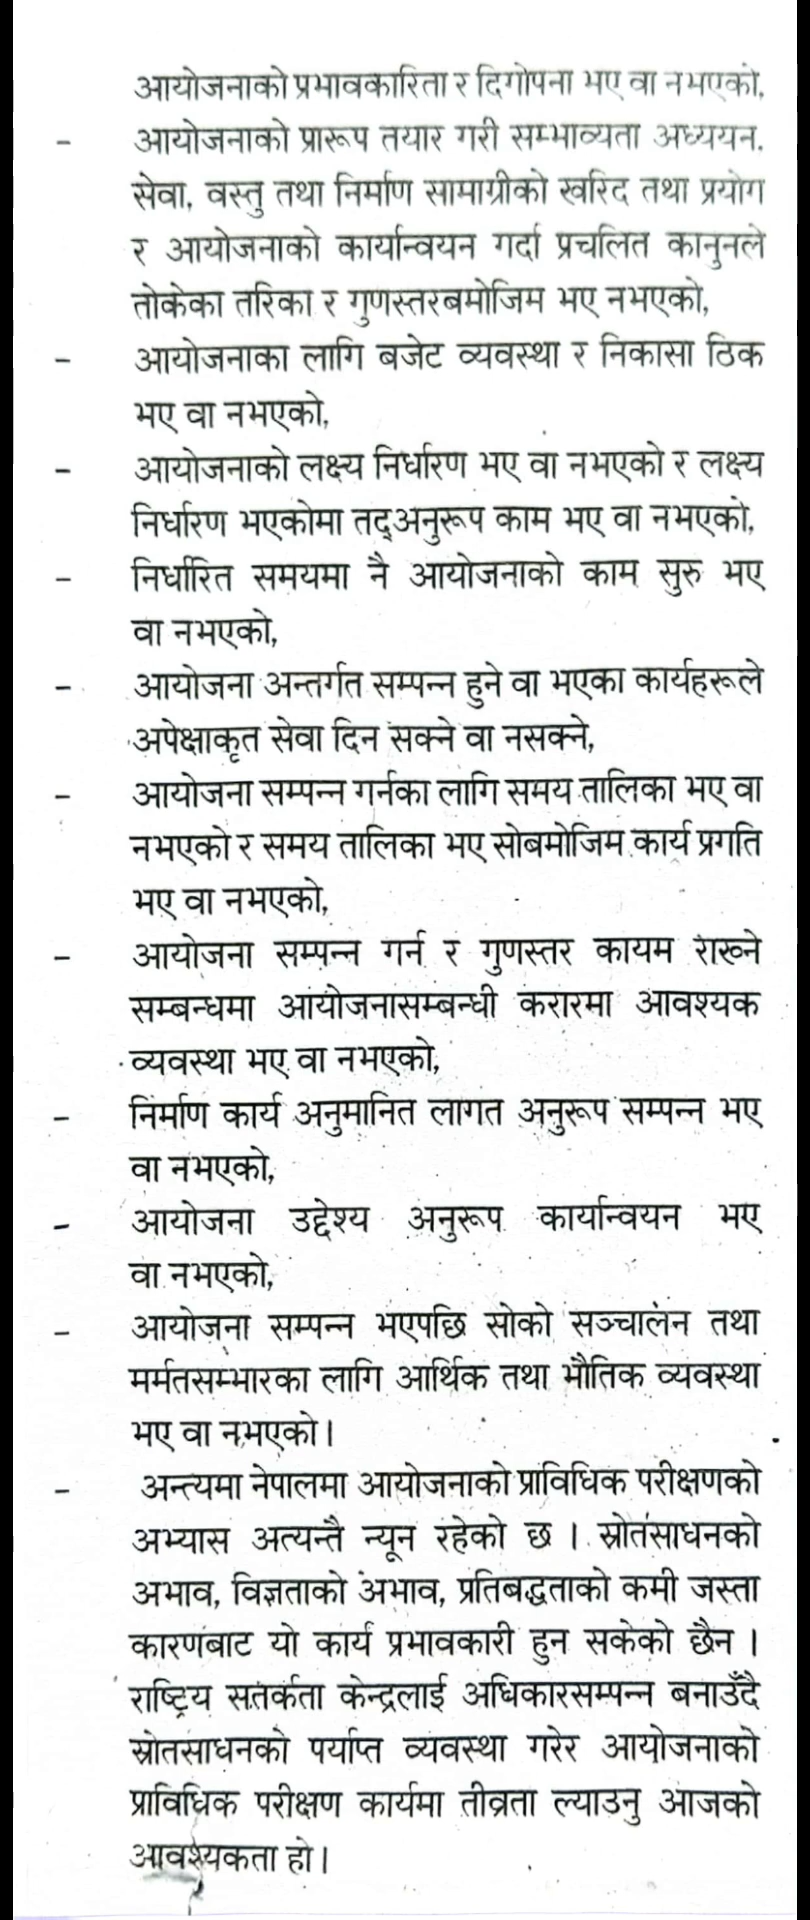 आयोजनाको प्रभावकारिता र दिगोपना भए वा नभएको,
- आयोजनाको प्रारूप तयार गरी सम्भाव्यता अध्ययन,
सेवा, वस्तु तथा निर्माण सामाग्रीको खरिद तथा प्रयोग
र आयोजनाको कार्यान्वयन गर्दा प्रचलित कानुनले
तोकेका तरिका र गुणस्तरबमोजिम भए नभएको,
- आयोजनाका लागि बजेट व्यवस्था र निकासा ठिक
भए वा नभएको,
- आयोजनाको लक्ष्य निर्धारण भए वा नभएको र लक्ष्य
निर्धारण भएकोमा तद्अनुरूप काम भए वा नभएको,
- निर्धारित समयमा नै आयोजनाको काम सुरु भए
वा नभएको,
- आयोजना अन्तर्गत सम्पन्न हुने वा भएका कार्यहरूले
अपेक्षाकृत सेवा दिन सक्ने वा नसक्ने,
- आयोजना सम्पन्न गर्नका लागि समय तालिका भए वा
नभएको र समय तालिका भए सोबमोजिम कार्य प्रगति
भए वा नभएको,
- आयोजना सम्पन्न गर्न र गुणस्तर कायम राख्ने
सम्बन्धमा आयोजनासम्बन्धी करारमा आवश्यक
व्यवस्था भए वा नभएको,
- निर्माण कार्य अनुमानित लागत अनुरूप सम्पन्न भए
वा नभएको,
- आयोजना उद्देश्य अनुरूप कार्यान्वयन भए
वा नभएको,
- आयोजना सम्पन्न भएपछि सोको सञ्चालन तथा
मर्मतसम्भारका लागि आर्थिक तथा भौतिक व्यवस्था
भए वा नभएको।
- अन्त्यमा नेपालमा आयोजनाको प्राविधिक परीक्षणको
अभ्यास अत्यन्तै न्यून रहेको छ । स्रोतसाधनको
अभाव, विज्ञताको अभाव, प्रतिबद्धताको कमी जस्ता
कारणबाट यो कार्य प्रभावकारी हुन सकेको छैन ।
राष्ट्रिय सतर्कता केन्द्रलाई अधिकारसम्पन्न बनाउँदै
स्रोतसाधनको पर्याप्त व्यवस्था गरेर आयोजनाको
प्राविधिक परीक्षण कार्यमा तीव्रता ल्याउनु आजको
आवश्यकता हो।